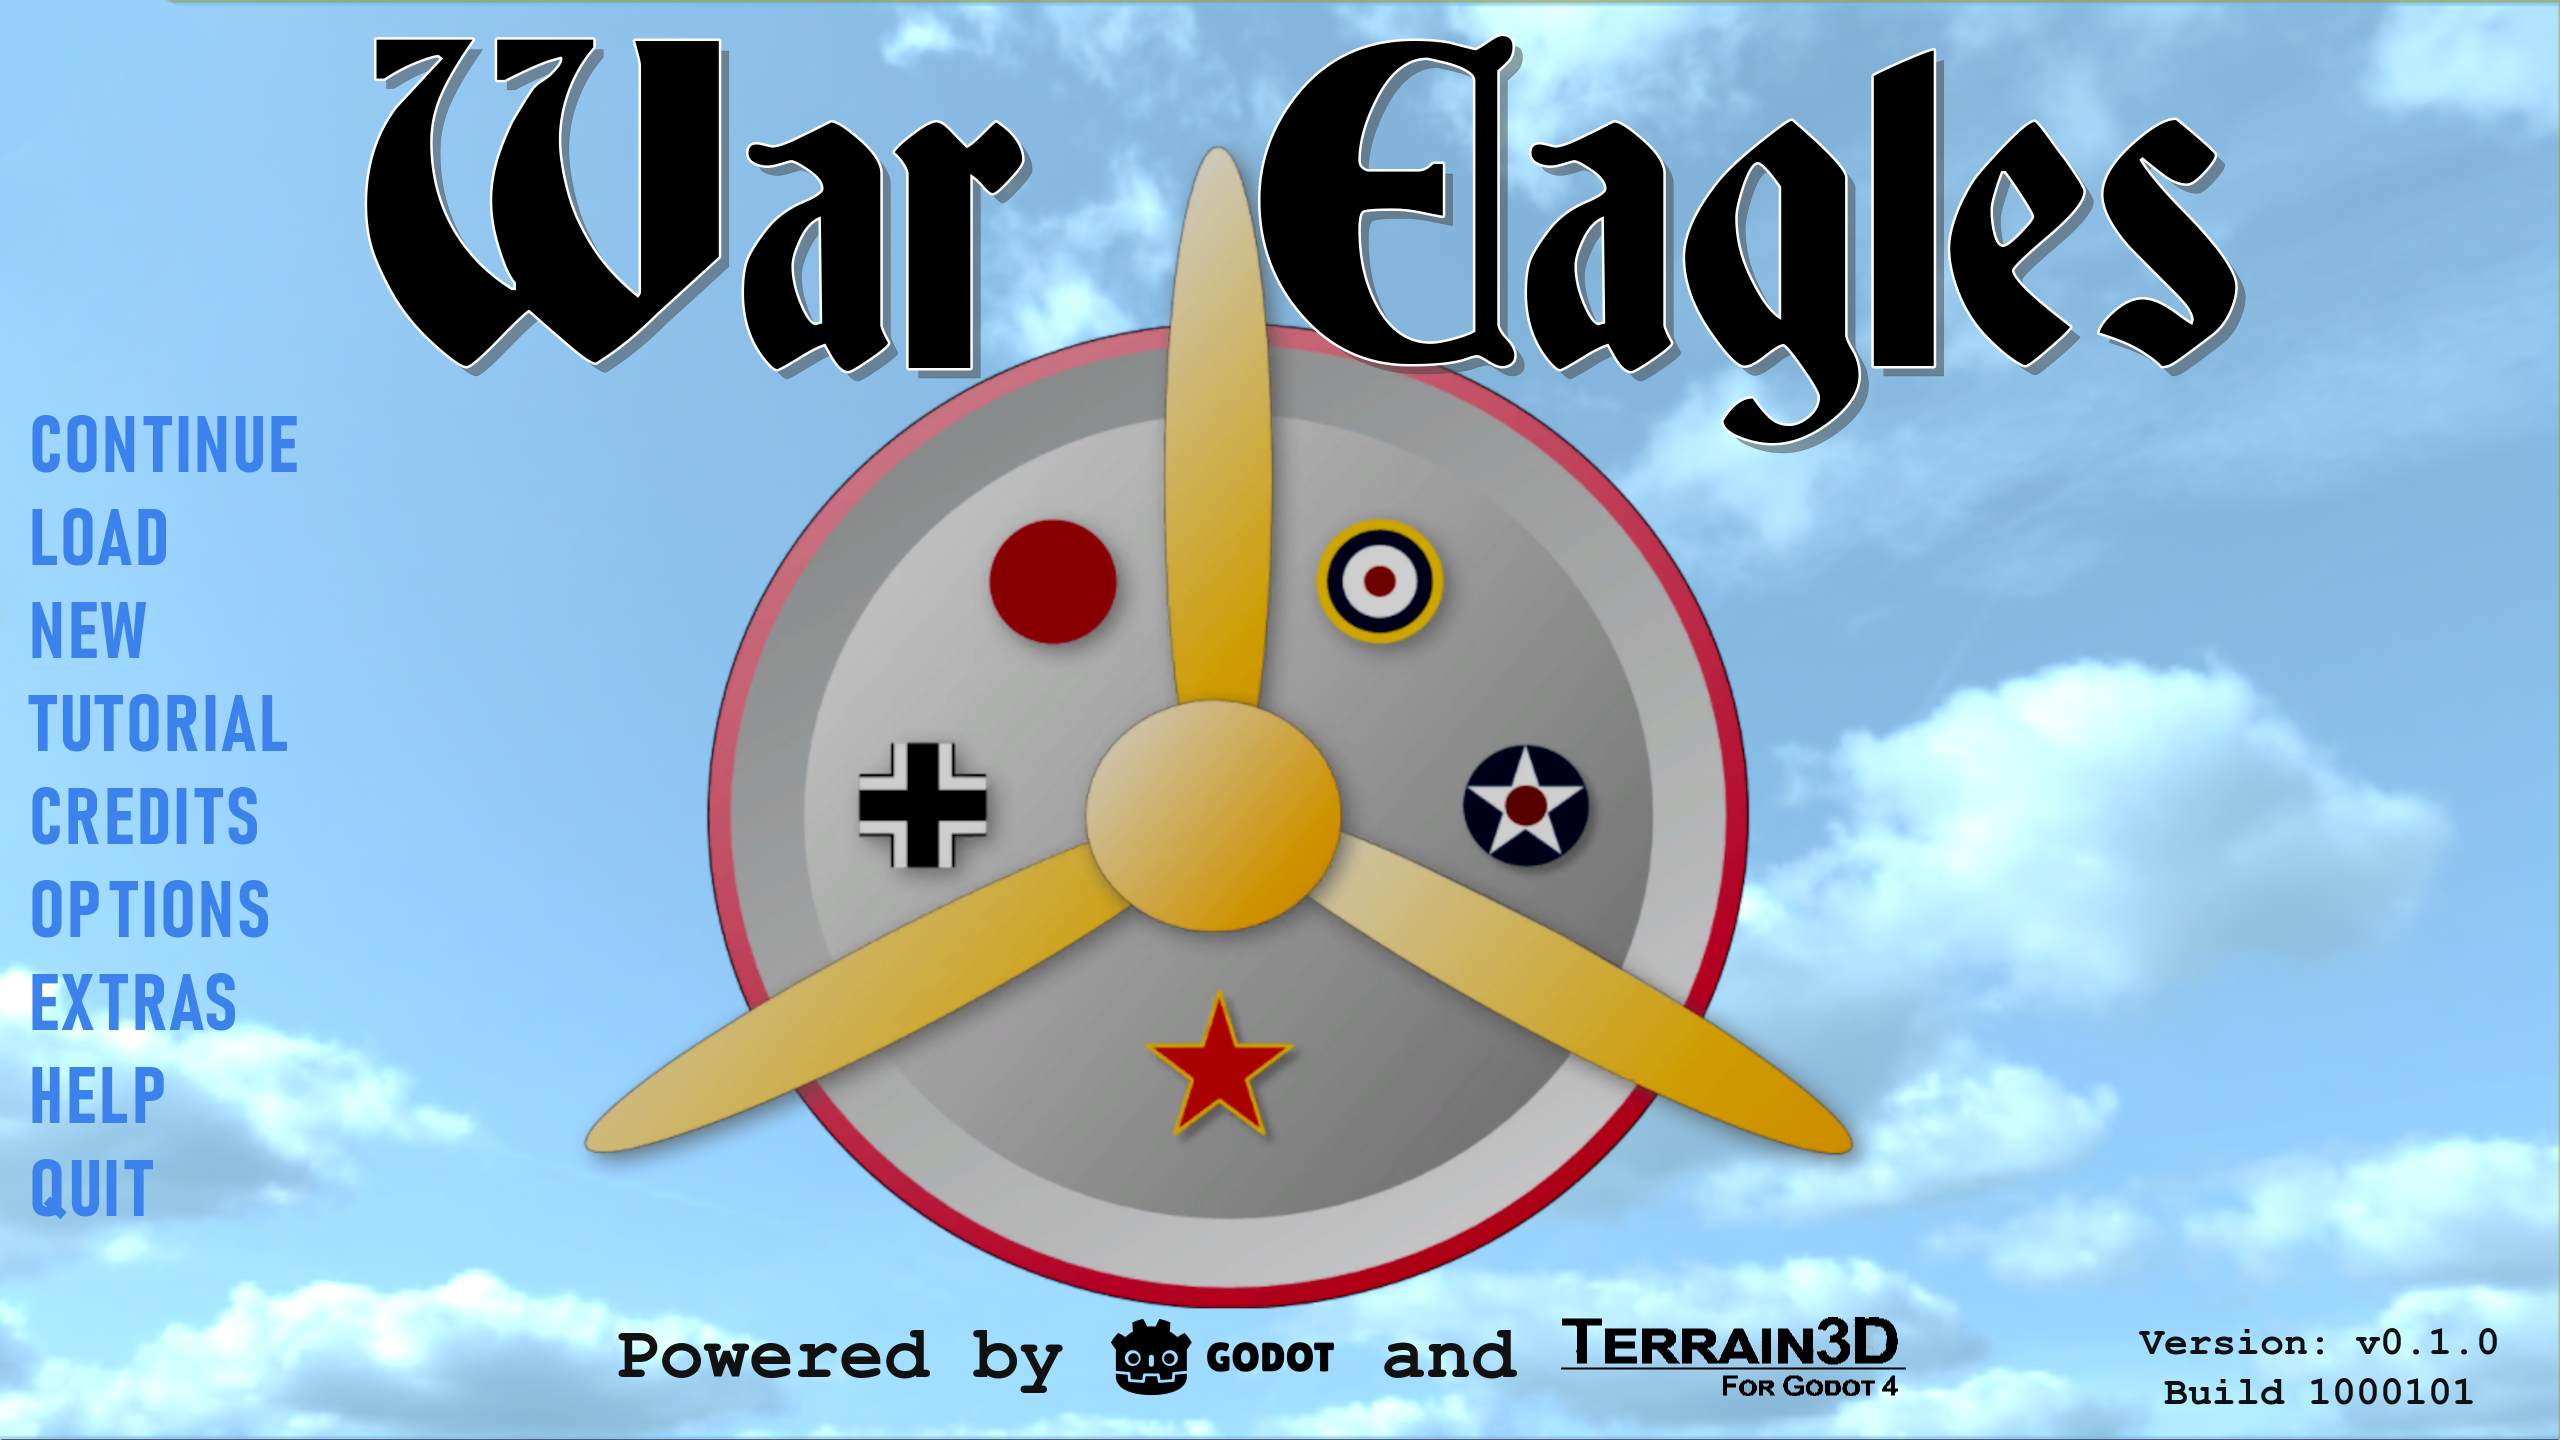 War Eagles
CONTINUE
LOAD
NEW
TUTORIAL
CREDITS
OPTIONS
EXTRAS
HELP
QUIT
Powered by GODOT and TERRAIN3D
FOR GODOT 4
Version: v0.1.0
Build 1000101